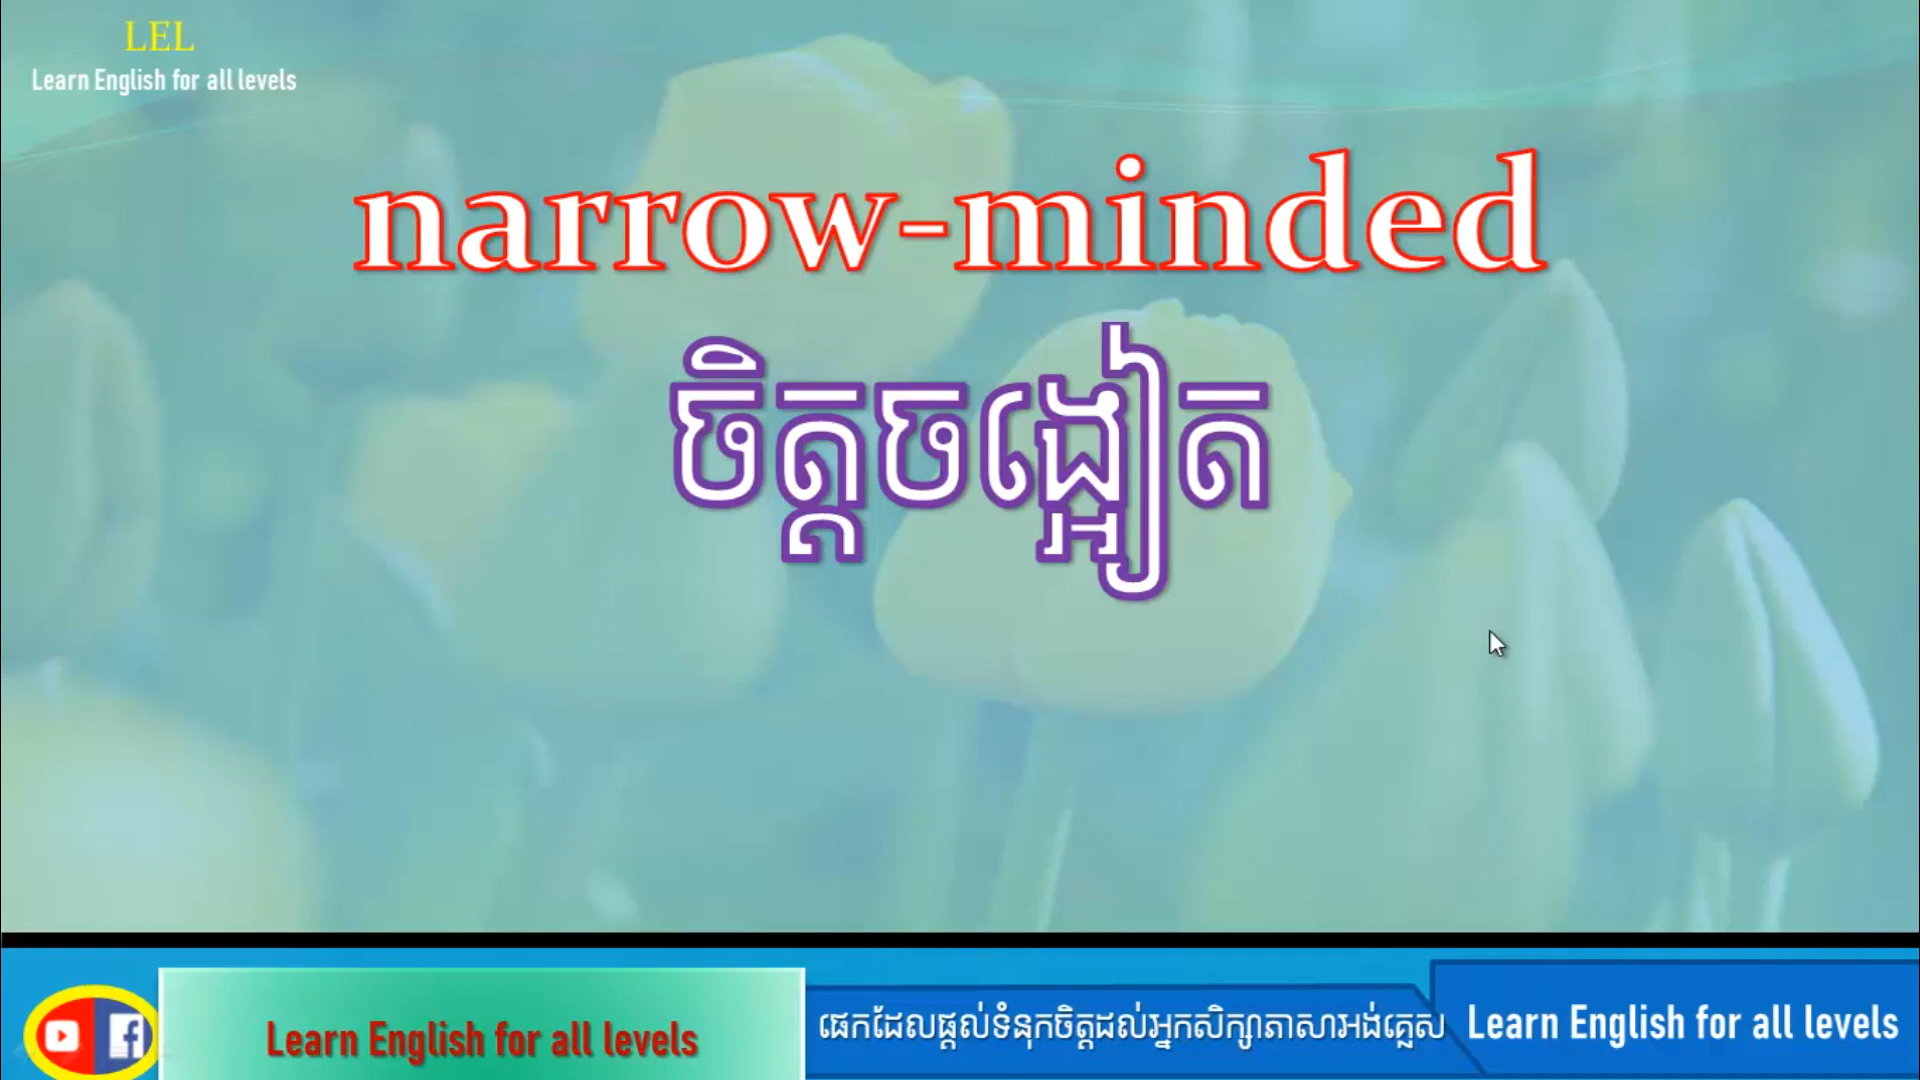 LEL
Learn English for all levels
narrow-minded
ចិត្តចង្អៀត
Learn English for all levels
ផេកដែលផ្តល់ទំនុកចិត្តដល់អ្នកសិក្សាភាសាអង់គ្លេស
Learn English for all levels